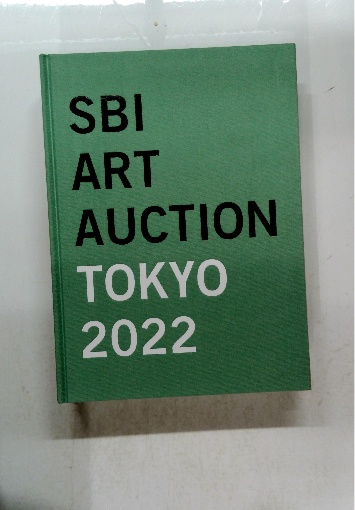 SBI
ART
AUCTION
TOKYO
2022